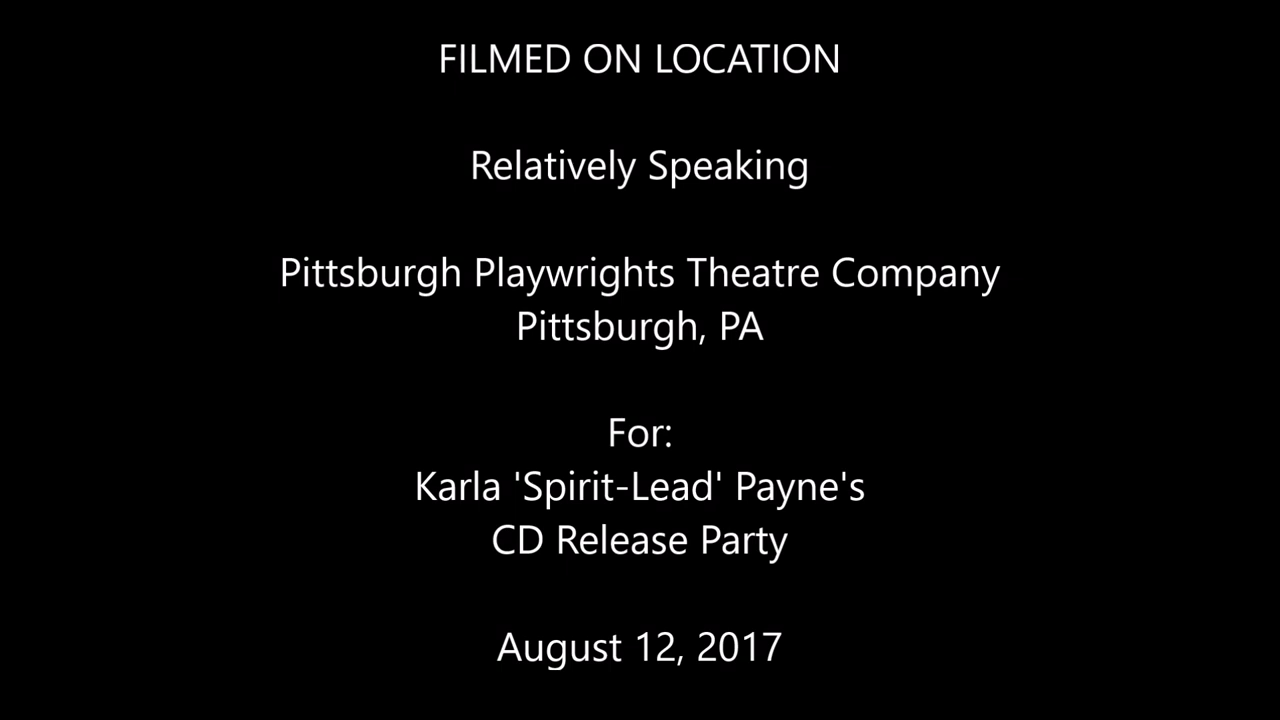 FILMED ON LOCATION
Relatively Speaking
Pittsburgh Playwrights Theatre Company
Pittsburgh, PA
For:
Karla 'Spirit-Lead' Payne's
CD Release Party
August 12, 2017